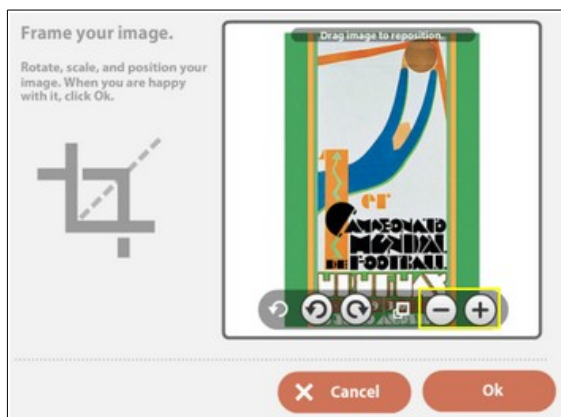 Frame your image.
Drag image to reposition.
Rotate, scale, and position your
image. When you are happy
with it, click Ok.
1er
CAMPEONATO
MUNDIAL
DE FOOTBALL
Cancel
Ok